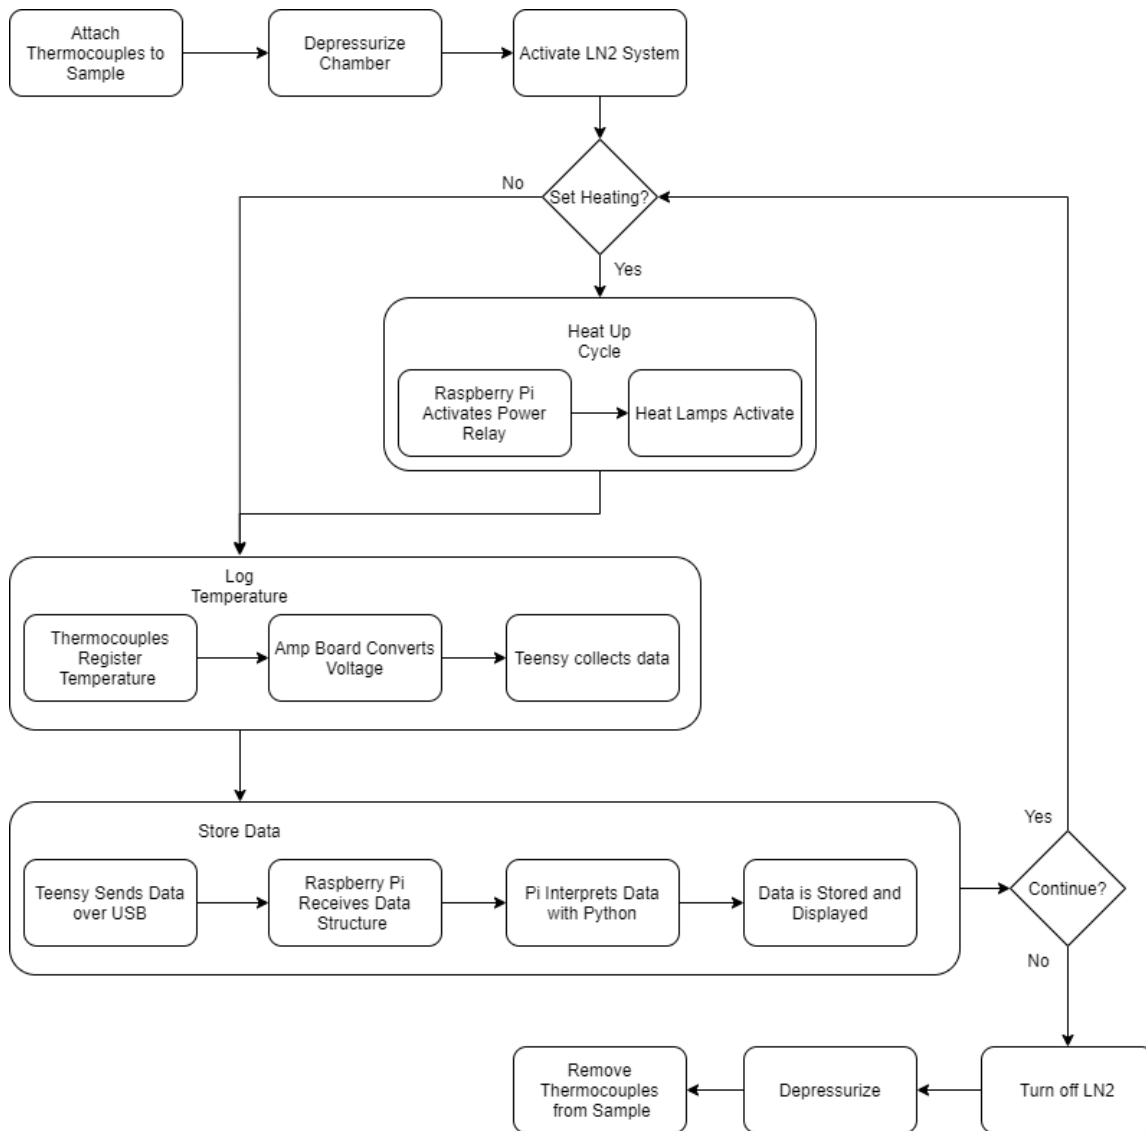 Attach
Thermocouples to
Sample
Depressurize
Chamber
Activate LN2 System
Set Heating?
No
Yes
Heat Up
Cycle
Raspberry Pi
Activates Power
Relay
Heat Lamps Activate
Log
Temperature
Thermocouples
Register
Temperature
Amp Board Converts
Voltage
Teensy collects data
Store Data
Teensy Sends Data
over USB
Raspberry Pi
Receives Data
Structure
Pi Interprets Data
with Python
Data is Stored and
Displayed
Yes
Continue?
No
Turn off LN2
Depressurize
Remove
Thermocouples
from Sample